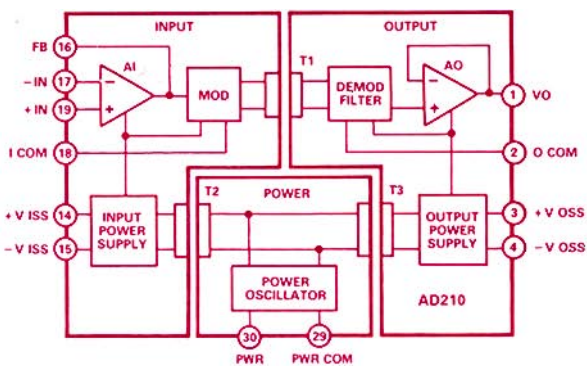 INPUT
OUTPUT
FB 16
AI
T1
AO
– IN 17
MOD
DEMOD
FILTER
1 VO
+ IN 19
I COM 18
2 O COM
T2
POWER
T3
+ V ISS 14
INPUT
POWER
SUPPLY
OUTPUT
POWER
SUPPLY
3 + V OSS
– V ISS 15
4 – V OSS
POWER
OSCILLATOR
AD210
30
29
PWR
PWR COM